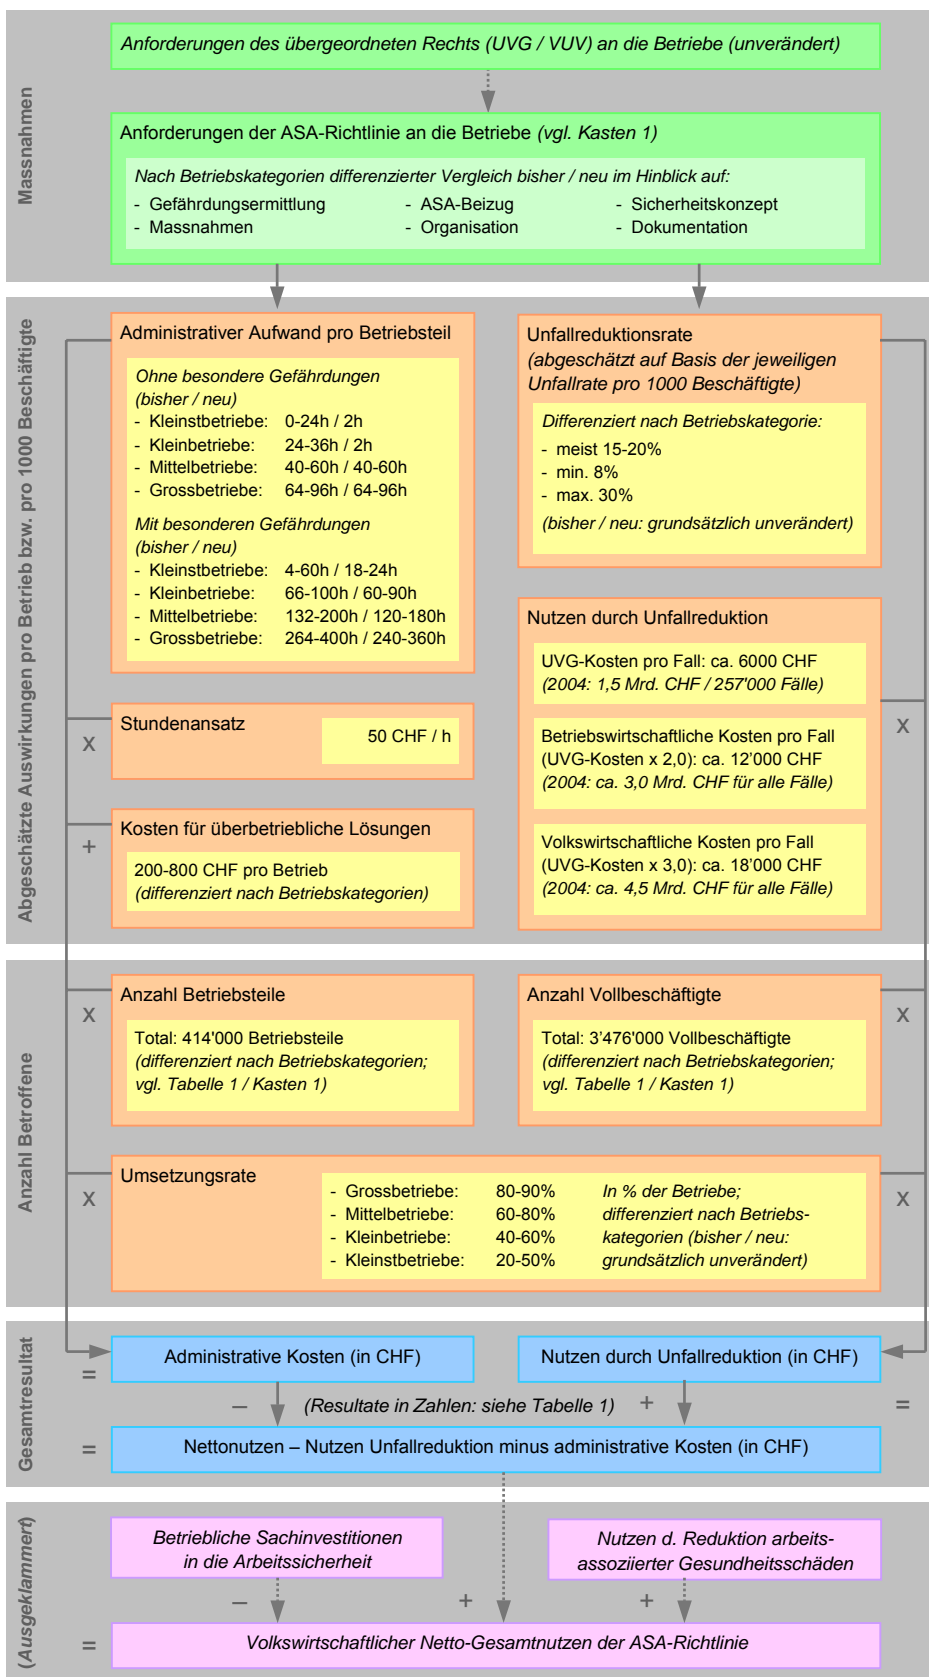 Massnahmen
Anforderungen des übergeordneten Rechts (UVG / VUV) an die Betriebe (unverändert)
Anforderungen der ASA-Richtlinie an die Betriebe (vgl. Kasten 1)
Nach Betriebskategorien differenzierter Vergleich bisher / neu im Hinblick auf:
- Gefährdungsermittlung - ASA-Beizug - Sicherheitskonzept
- Massnahmen - Organisation - Dokumentation
Abgeschätzte Auswirkungen pro Betrieb bzw. pro 1000 Beschäftigte
Administrativer Aufwand pro Betriebsteil
Ohne besondere Gefährdungen
(bisher / neu)
- Kleinstbetriebe: 0-24h / 2h
- Kleinbetriebe: 24-36h / 2h
- Mittelbetriebe: 40-60h / 40-60h
- Grossbetriebe: 64-96h / 64-96h
Mit besonderen Gefährdungen
(bisher / neu)
- Kleinstbetriebe: 4-60h / 18-24h
- Kleinbetriebe: 66-100h / 60-90h
- Mittelbetriebe: 132-200h / 120-180h
- Grossbetriebe: 264-400h / 240-360h
X
Stundenansatz
50 CHF / h
+
Kosten für überbetriebliche Lösungen
200-800 CHF pro Betrieb
(differenziert nach Betriebskategorien)
Unfallreduktionsrate
(abgeschätzt auf Basis der jeweiligen
Unfallrate pro 1000 Beschäftigte)
Differenziert nach Betriebskategorie:
- meist 15-20%
- min. 8%
- max. 30%
(bisher / neu: grundsätzlich unverändert)
Nutzen durch Unfallreduktion
UVG-Kosten pro Fall: ca. 6000 CHF
(2004: 1,5 Mrd. CHF / 257'000 Fälle)
Betriebswirtschaftliche Kosten pro Fall
(UVG-Kosten x 2,0): ca. 12’000 CHF
(2004: ca. 3,0 Mrd. CHF für alle Fälle)
Volkswirtschaftliche Kosten pro Fall
(UVG-Kosten x 3,0): ca. 18’000 CHF
(2004: ca. 4,5 Mrd. CHF für alle Fälle)
X
Anzahl Betroffene
X
Anzahl Betriebsteile
Total: 414'000 Betriebsteile
(differenziert nach Betriebskategorien;
vgl. Tabelle 1 / Kasten 1)
Anzahl Vollbeschäftigte
Total: 3’476'000 Vollbeschäftigte
(differenziert nach Betriebskategorien;
vgl. Tabelle 1 / Kasten 1)
X
X
Umsetzungsrate
- Grossbetriebe: 80-90% In % der Betriebe;
- Mittelbetriebe: 60-80% differenziert nach Betriebs-
- Kleinbetriebe: 40-60% kategorien (bisher / neu:
- Kleinstbetriebe: 20-50% grundsätzlich unverändert)
X
Gesamtresultat
=
Administrative Kosten (in CHF)
Nutzen durch Unfallreduktion (in CHF)
– (Resultate in Zahlen: siehe Tabelle 1) + =
=
Nettonutzen – Nutzen Unfallreduktion minus administrative Kosten (in CHF)
(Ausgeklammert)
Betriebliche Sachinvestitionen
in die Arbeitssicherheit
Nutzen d. Reduktion arbeits-
assoziierter Gesundheitsschäden
– + +
=
Volkswirtschaftlicher Netto-Gesamtnutzen der ASA-Richtlinie